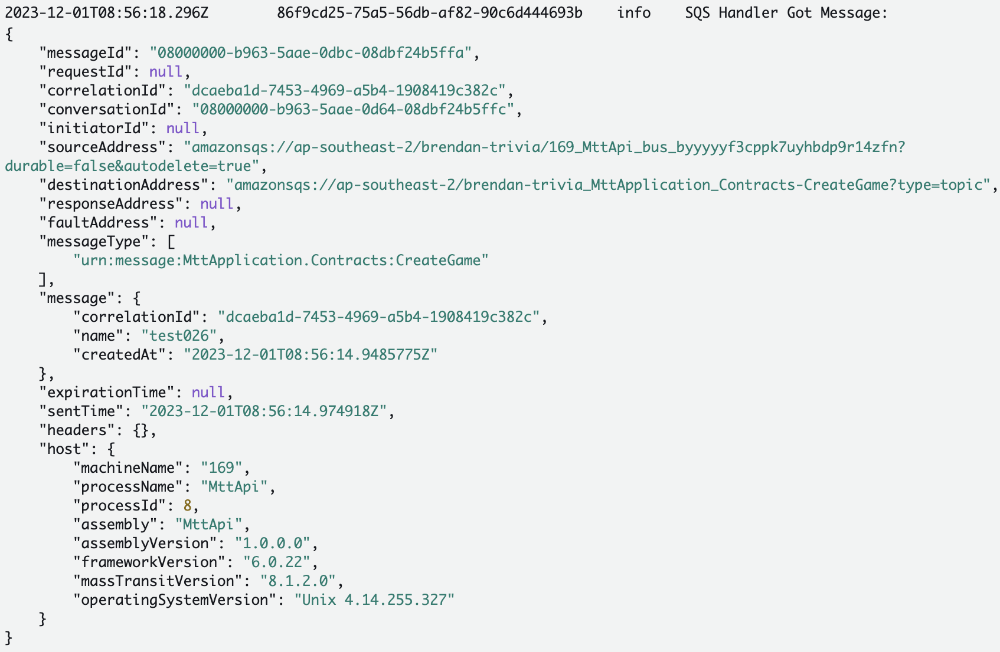 2023-12-01T08:56:18.296Z        86f9cd25-75a5-56db-af82-90c6d444693b    info    SQS Handler Got Message:
{
    "messageId": "08000000-b963-5aae-0dbc-08dbf24b5ffa",
    "requestId": null,
    "correlationId": "dcaeba1d-7453-4969-a5b4-1908419c382c",
    "conversationId": "08000000-b963-5aae-0d64-08dbf24b5ffc",
    "initiatorId": null,
    "sourceAddress": "amazonsqs://ap-southeast-2/brendan-trivia/169_MttApi_bus_byyyyyf3cppk7uyhbdp9r14zfn?
durable=false&autodelete=true",
    "destinationAddress": "amazonsqs://ap-southeast-2/brendan-trivia_MttApplication_Contracts-CreateGame?type=topic",
    "responseAddress": null,
    "faultAddress": null,
    "messageType": [
        "urn:message:MttApplication.Contracts:CreateGame"
    ],
    "message": {
        "correlationId": "dcaeba1d-7453-4969-a5b4-1908419c382c",
        "name": "test026",
        "createdAt": "2023-12-01T08:56:14.9485775Z"
    },
    "expirationTime": null,
    "sentTime": "2023-12-01T08:56:14.974918Z",
    "headers": {},
    "host": {
        "machineName": "169",
        "processName": "MttApi",
        "processId": 8,
        "assembly": "MttApi",
        "assemblyVersion": "1.0.0.0",
        "frameworkVersion": "6.0.22",
        "massTransitVersion": "8.1.2.0",
        "operatingSystemVersion": "Unix 4.14.255.327"
    }
}